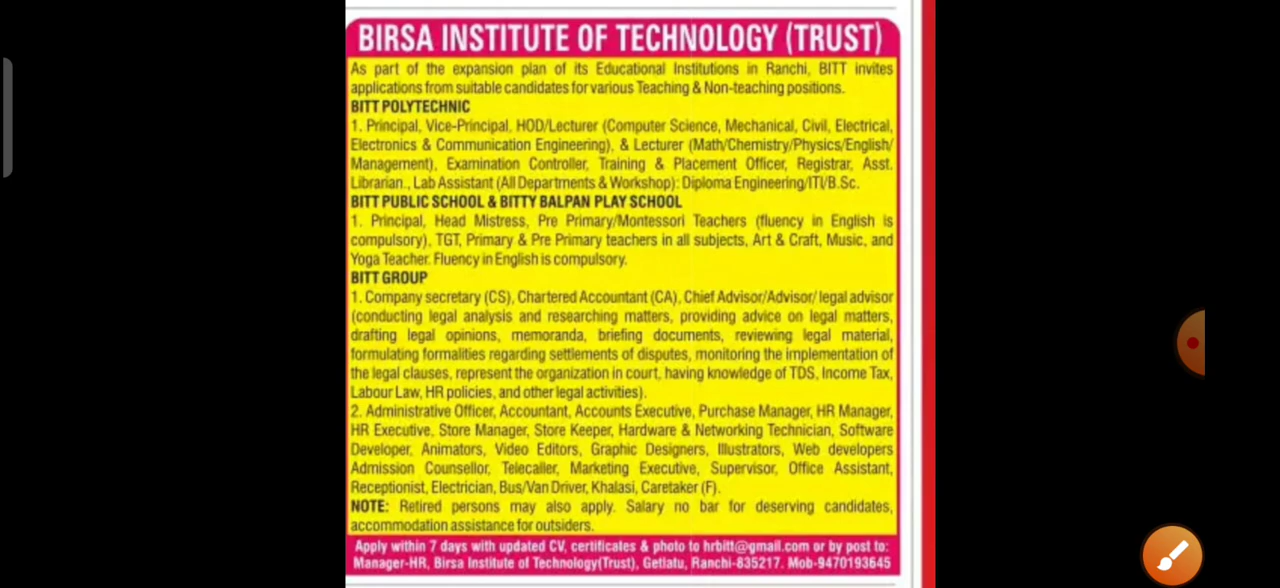 BIRSA INSTITUTE OF TECHNOLOGY (TRUST)
As part of the expansion plan of its Educational Institutions in Ranchi, BITT invites
applications from suitable candidates for various Teaching & Non-teaching positions.
BITT POLYTECHNIC
1. Principal, Vice-Principal, HOD/Lecturer (Computer Science, Mechanical, Civil, Electrical,
Electronics & Communication Engineering), & Lecturer (Math/Chemistry/Physics/English/
Management), Examination Controller, Training & Placement Officer, Registrar, Asst.
Librarian., Lab Assistant (All Departments & Workshop): Diploma Engineering/ITI/B.Sc.
BITT PUBLIC SCHOOL & BITTY BALPAN PLAY SCHOOL
1. Principal, Head Mistress, Pre Primary/Montessori Teachers (fluency in English is
compulsory), TGT, Primary & Pre Primary teachers in all subjects, Art & Craft, Music, and
Yoga Teacher. Fluency in English is compulsory.
BITT GROUP
1. Company secretary (CS), Chartered Accountant (CA), Chief Advisor/Advisor/ legal advisor
(conducting legal analysis and researching matters, providing advice on legal matters,
drafting legal opinions, memoranda, briefing documents, reviewing legal material,
formulating formalities regarding settlements of disputes, monitoring the implementation of
the legal clauses, represent the organization in court, having knowledge of TDS, Income Tax,
Labour Law, HR policies, and other legal activities).
2. Administrative Officer, Accountant, Accounts Executive, Purchase Manager, HR Manager,
HR Executive, Store Manager, Store Keeper, Hardware & Networking Technician, Software
Developer, Animators, Video Editors, Graphic Designers, Illustrators, Web developers
Admission Counsellor, Telecaller, Marketing Executive, Supervisor, Office Assistant,
Receptionist, Electrician, Bus/Van Driver, Khalasi, Caretaker (F).
NOTE: Retired persons may also apply. Salary no bar for deserving candidates,
accommodation assistance for outsiders.
Apply within 7 days with updated CV, certificates & photo to hrbitt@gmail.com or by post to:
Manager-HR, Birsa Institute of Technology(Trust), Getlatu, Ranchi-835217. Mob-9470193645